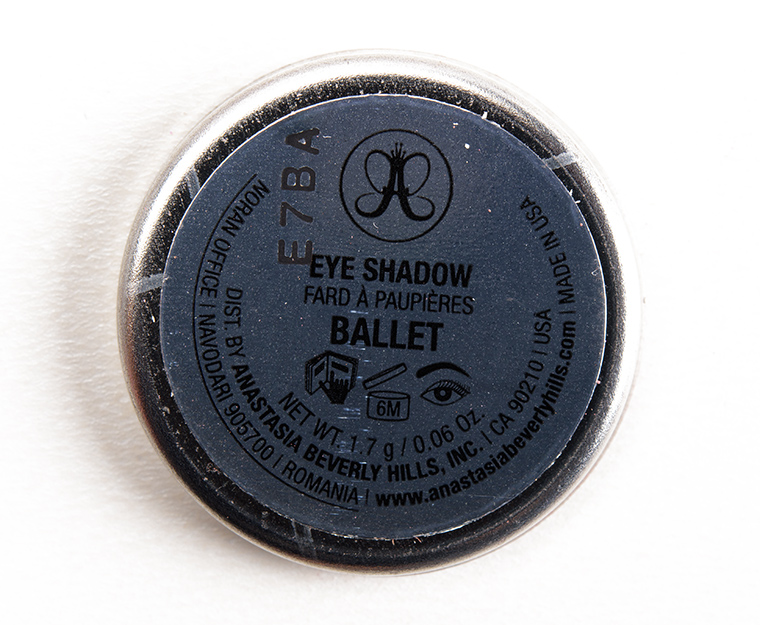 E7BA
A
EYE SHADOW
FARD À PAUPIÈRES
BALLET
6M
NET WT. 1.7 g / 0.06 Oz.
DIST. BY ANASTASIA BEVERLY HILLS, INC. | CA 90210 | USA
NORAN OFFICE | NAVODARI 905700 | ROMANIA | www.anastasiabeverlyhills.com | MADE IN USA